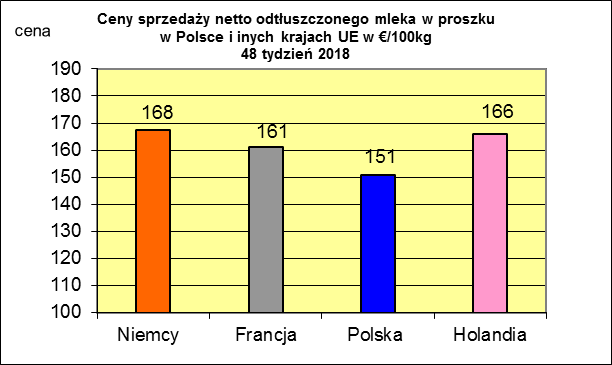 Ceny sprzedaży netto odtłuszczonego mleka w proszku
w Polsce i inych krajach UE w €/100kg
48 tydzień 2018
cena
190
180
170
160
150
140
130
120
110
100
168
161
151
166
Niemcy
Francja
Polska
Holandia